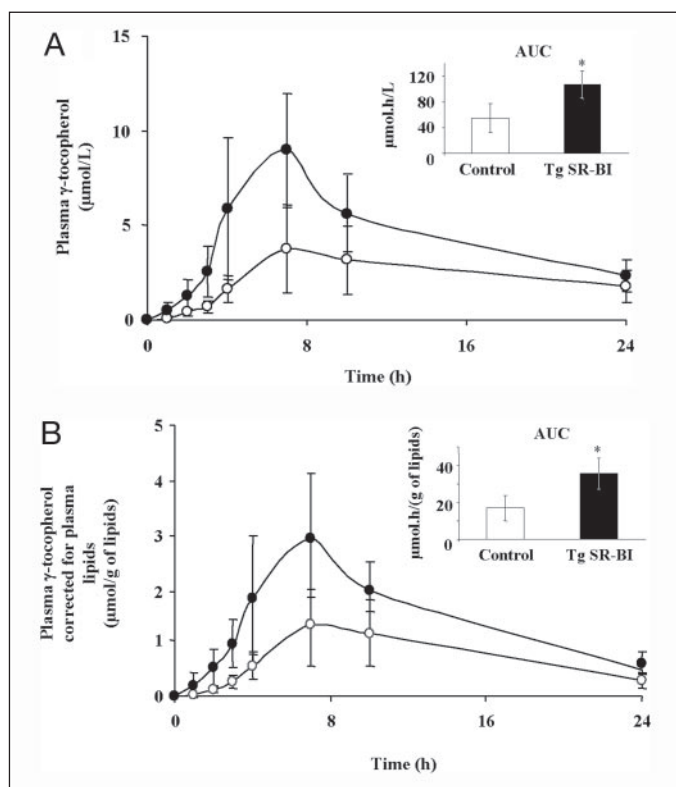 A
15
10
5
0
Plasma γ-tocopherol
(μmol/L)
0
8
16
24
Time (h)
AUC
120
80
40
0
μmol.h/L
*
Control
Tg SR-BI
B
5
4
3
2
1
0
Plasma γ-tocopherol
corrected for plasma
lipids
(μmol/g of lipids)
0
8
16
24
Time (h)
AUC
40
20
0
μmol.h/(g of lipids)
*
Control
Tg SR-BI